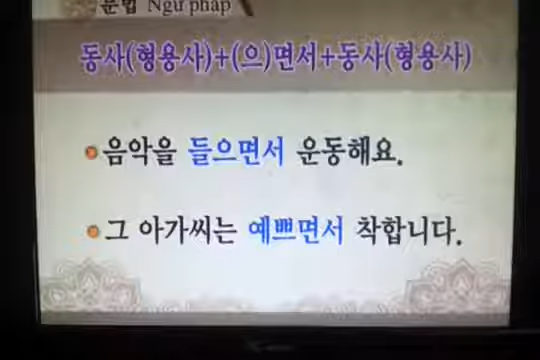 문법 Ngữ pháp
동사(형용사)+(으)면서+동사(형용사)
음악을 들으면서 운동해요.
그 아가씨는 예쁘면서 착합니다.